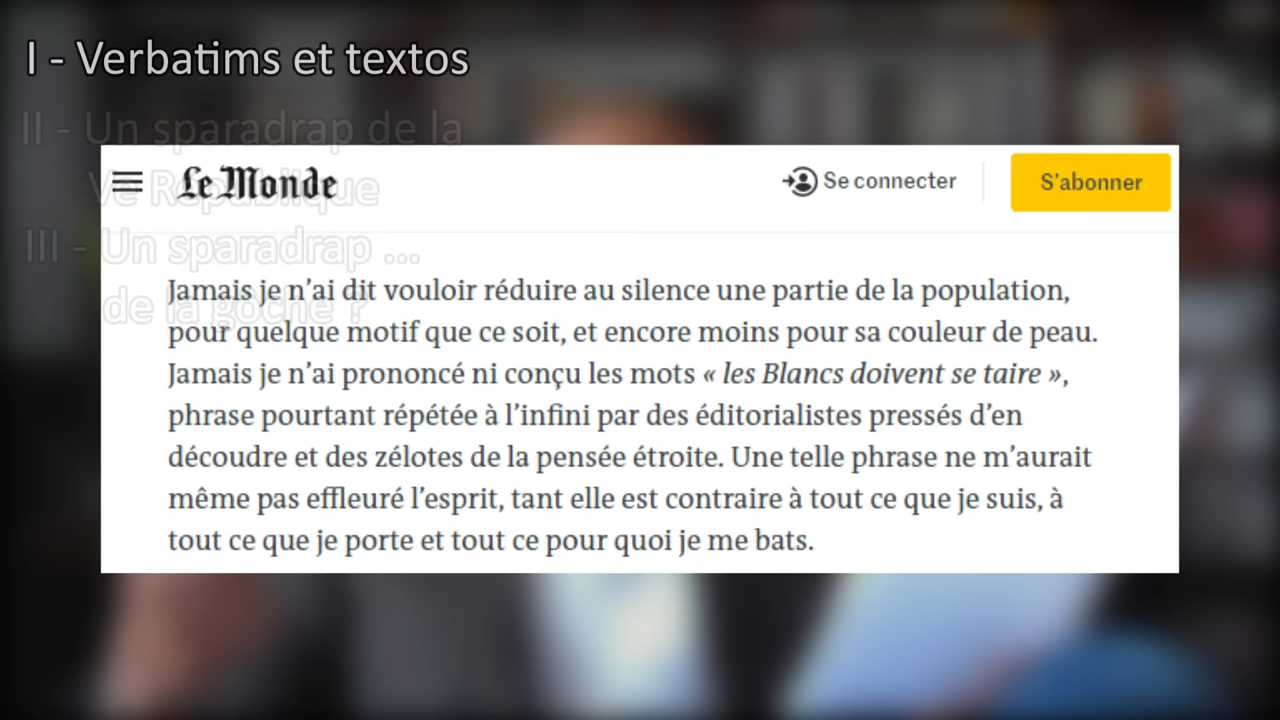 I - Verbatims et textos
II - Un sparadrap de la
Ve République
III - Un sparadrap ...
de la gôche ?
Le Monde
Se connecter
S'abonner
Jamais je n’ai dit vouloir réduire au silence une partie de la population,
pour quelque motif que ce soit, et encore moins pour sa couleur de peau.
Jamais je n’ai prononcé ni conçu les mots « les Blancs doivent se taire »,
phrase pourtant répétée à l’infini par des éditorialistes pressés d’en
découdre et des zélotes de la pensée étroite. Une telle phrase ne m’aurait
même pas effleuré l’esprit, tant elle est contraire à tout ce que je suis, à
tout ce que je porte et tout ce pour quoi je me bats.